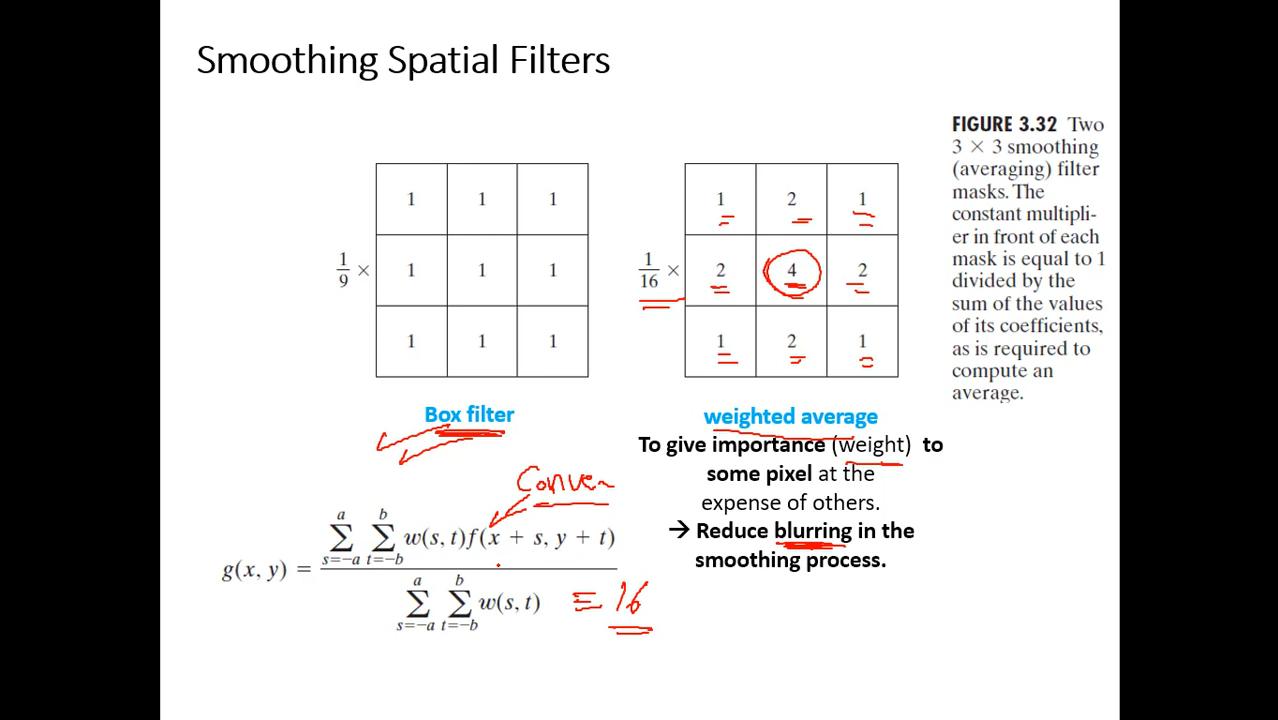 Smoothing Spatial Filters
FIGURE 3.32 Two
3 × 3 smoothing
(averaging) filter
masks. The
constant multipli-
er in front of each
mask is equal to 1
divided by the
sum of the values
of its coefficients,
as is required to
compute an
average.
1/9 ×
1 1 1
1 1 1
1 1 1
Box filter
1/16 ×
1 2 1
2 4 2
1 2 1
weighted average
To give importance (weight) to
some pixel at the
expense of others.
→ Reduce blurring in the
smoothing process.
Conver
g(x, y) =
a b
∑ ∑ w(s, t)f(x + s, y + t)
s=−a t=−b
a b
∑ ∑ w(s, t) = 16
s=−a t=−b